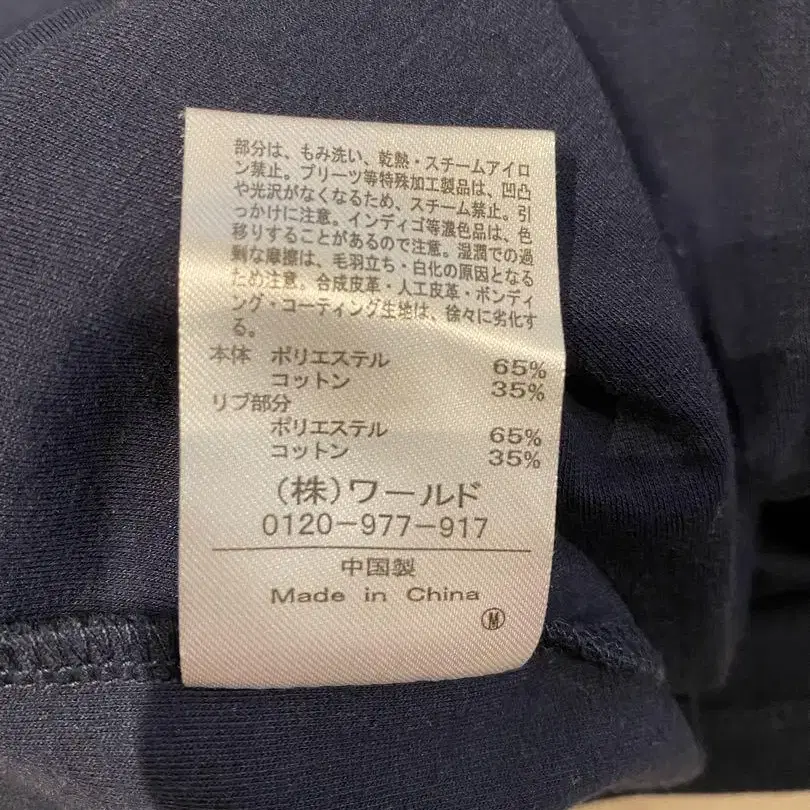 部分は、もみ洗い、乾熱・スチームアイロ
ン禁止。プリーツ等特殊加工製品は、凹凸
や光沢がなくなるため、スチーム禁止。引
っかけに注意。インディゴ等濃色品は、色
移りすることがあるので注意。湿潤での過
剰な摩擦は、毛羽立ち・白化の原因となる
ため注意。合成皮革・人工皮革・ボンディ
ング・コーティング生地は、徐々に劣化す
る。
本体 ポリエステル 65%
コットン 35%
リブ部分
ポリエステル 65%
コットン 35%
(株)ワールド
0120-977-917
中国製
Made in China
M